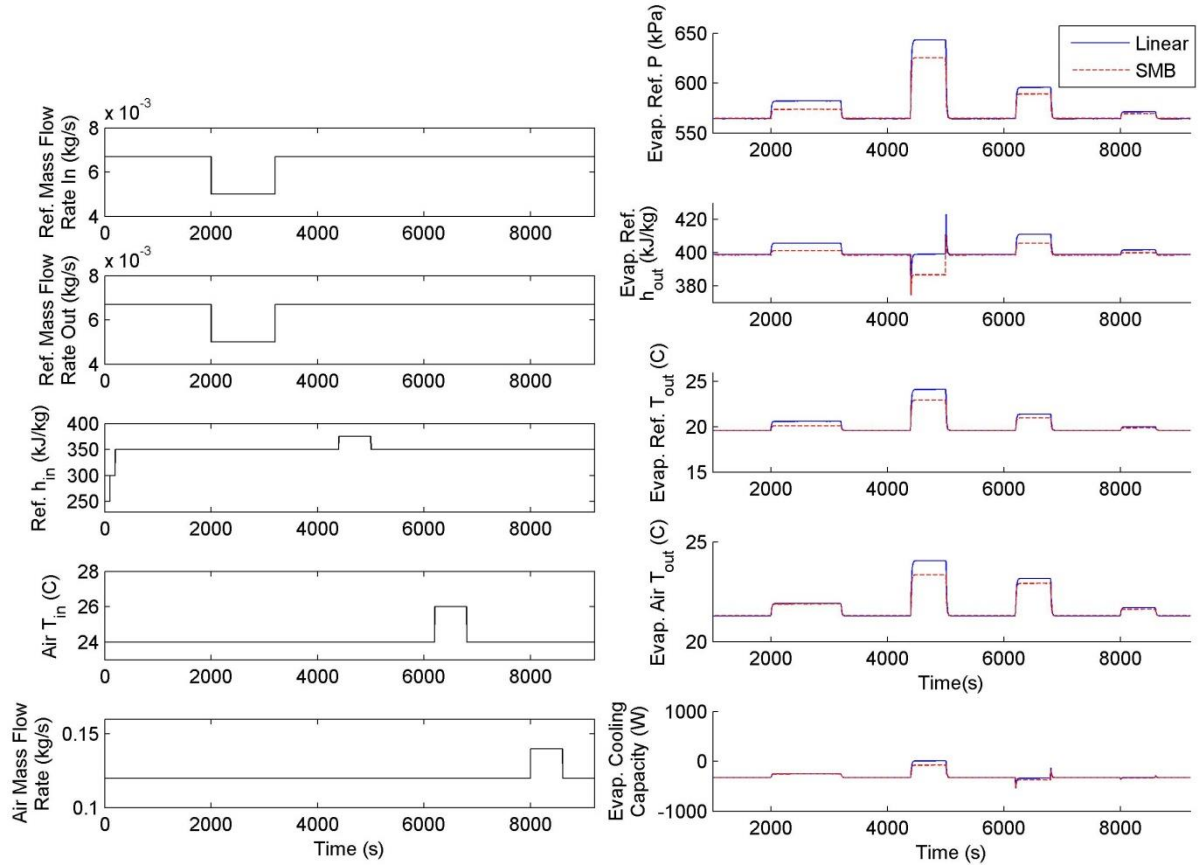 x 10^-3
8
6
4
Ref. Mass Flow
Rate In (kg/s)
0 2000 4000 6000 8000
x 10^-3
8
6
4
Ref. Mass Flow
Rate Out (kg/s)
0 2000 4000 6000 8000
400
350
300
250
Ref. h_in (kJ/kg)
0 2000 4000 6000 8000
28
26
24
Air T_in (C)
0 2000 4000 6000 8000
0.15
0.1
Air Mass Flow
Rate (kg/s)
0 2000 4000 6000 8000
Time (s)
650
600
550
Evap. Ref. P (kPa)
Linear
SMB
2000 4000 6000 8000
420
400
380
Evap. Ref.
h_out (kJ/kg)
2000 4000 6000 8000
25
20
15
Evap. Ref. T_out (C)
2000 4000 6000 8000
25
20
Evap. Air T_out (C)
2000 4000 6000 8000
Time(s)
1000
0
-1000
Evap. Cooling
Capacity (W)
2000 4000 6000 8000
Time (s)